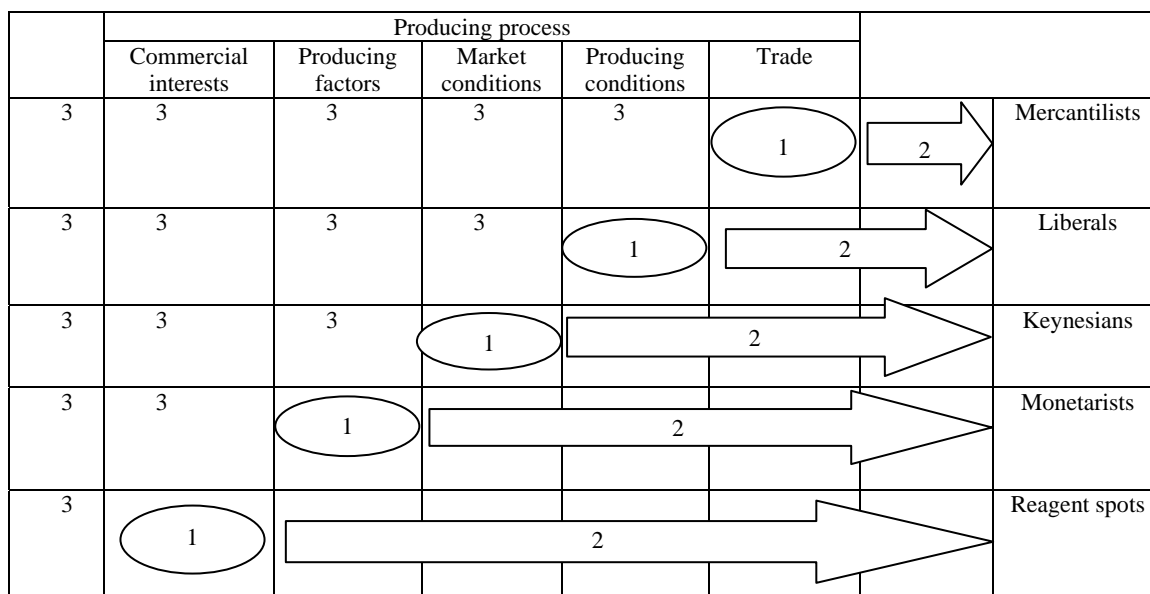 Producing process
Commercial interests Producing factors Market conditions Producing conditions Trade
3 3 3 3 3 1 2 Mercantilists
3 3 3 3 1 2 Liberals
3 3 3 1 2 Keynesians
3 3 1 2 Monetarists
3 1 2 Reagent spots